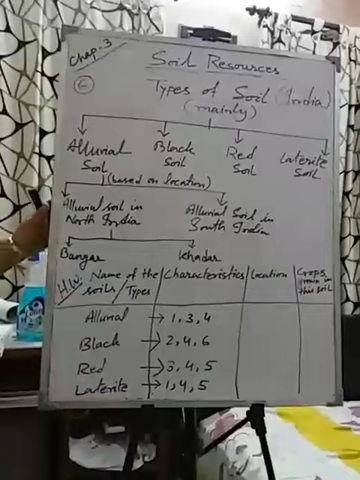 Chap. 3
Soil Resources
6
Types of Soil (India)
(mainly)
Alluvial Soil
Black Soil
Red Soil
Laterite Soil
(based on location)
Alluvial soil in North India
Alluvial Soil in South India
Bangar
Khadar
H.W.
Name of the soils / Types
Characteristics
Location
Crops grown in this soil
Alluvial → 1, 3, 4
Black → 2, 4, 6
Red → 3, 4, 5
Laterite → 1, 4, 5